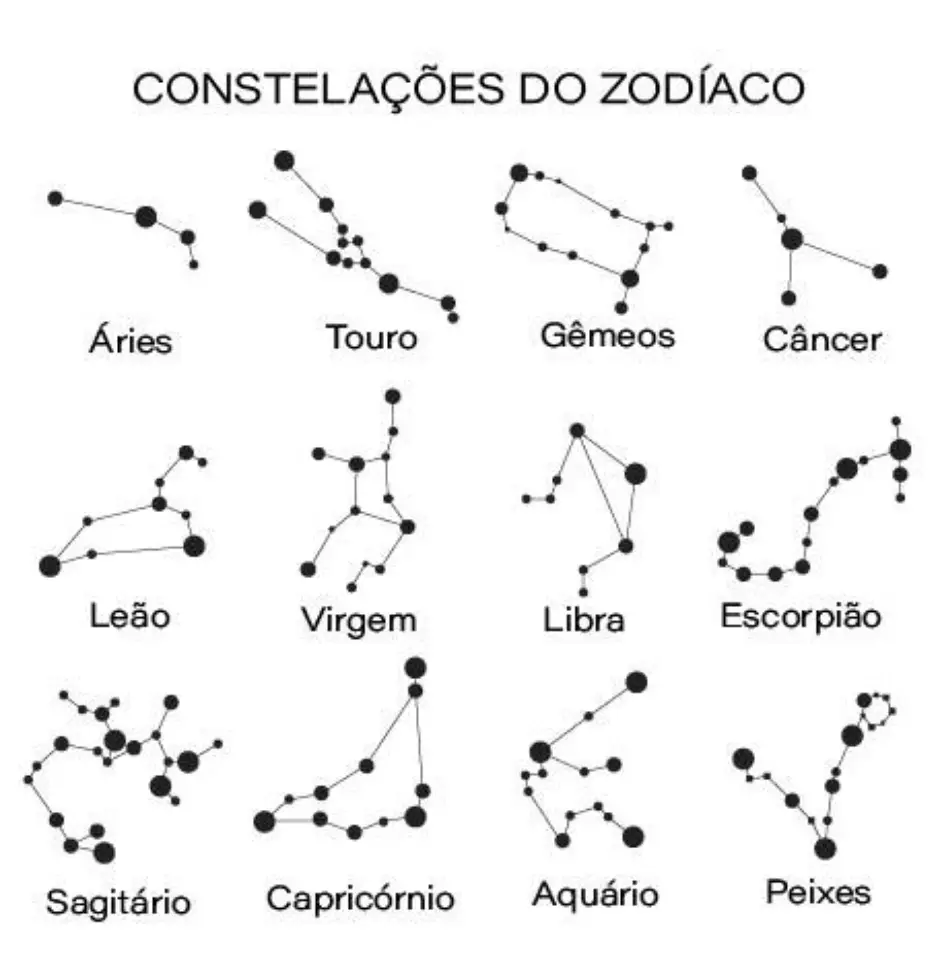 CONSTELAÇÕES DO ZODÍACO
Áries
Touro
Gêmeos
Câncer
Leão
Virgem
Libra
Escorpião
Sagitário
Capricórnio
Aquário
Peixes